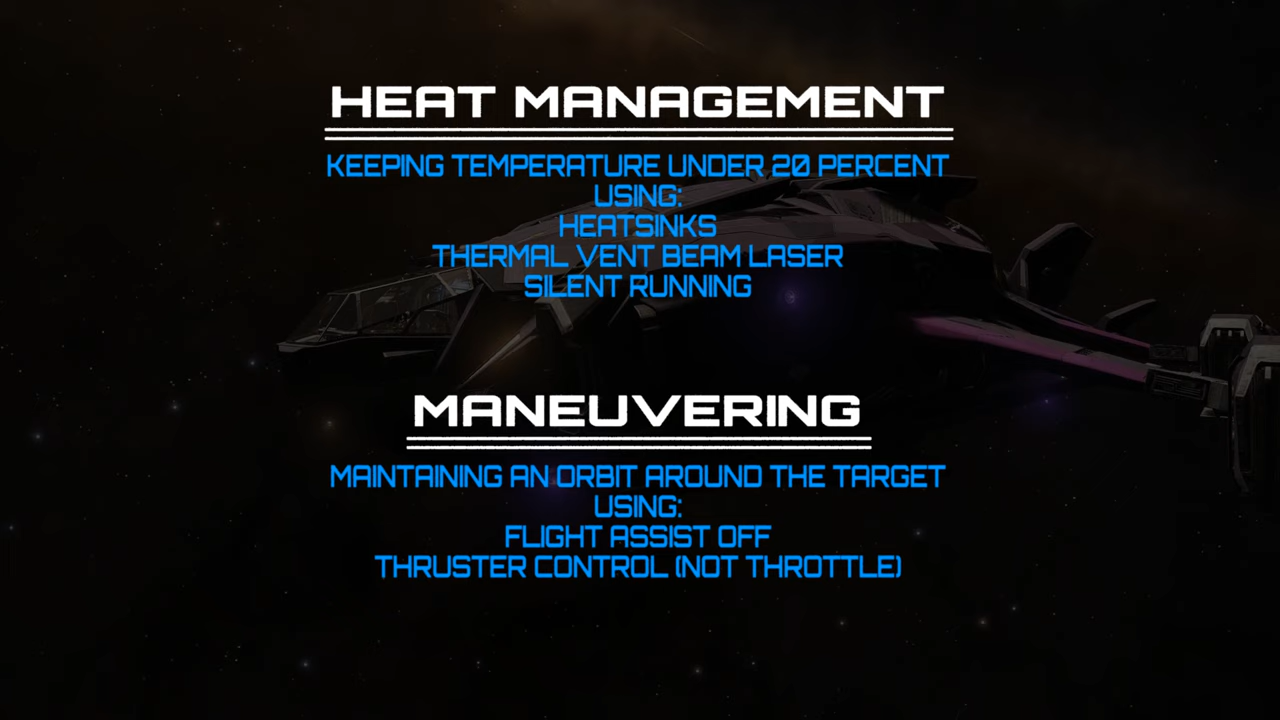 HEAT MANAGEMENT
KEEPING TEMPERATURE UNDER 20 PERCENT
USING:
HEATSINKS
THERMAL VENT BEAM LASER
SILENT RUNNING
MANEUVERING
MAINTAINING AN ORBIT AROUND THE TARGET
USING:
FLIGHT ASSIST OFF
THRUSTER CONTROL (NOT THROTTLE)